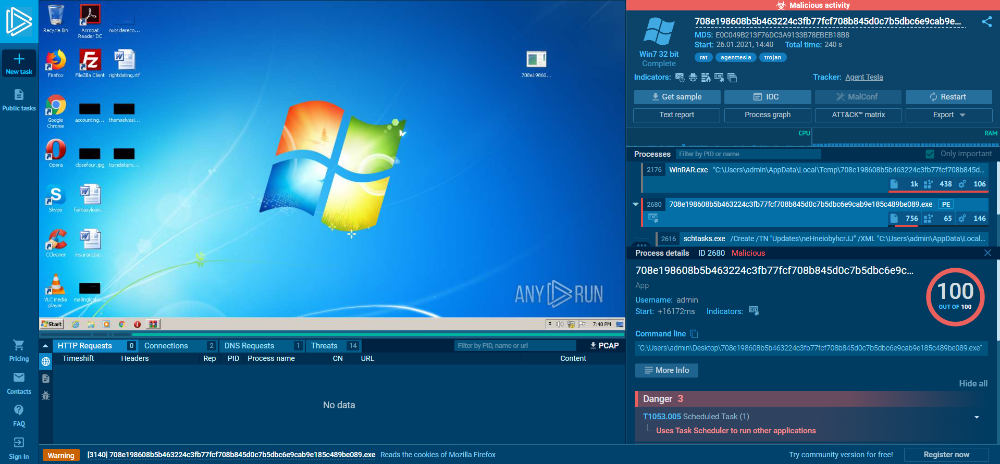 Malicious activity
New task
Public tasks
Pricing
Contacts
FAQ
Sign In
Recycle Bin
Acrobat
Reader DC
outsidereco...
Firefox
FileZilla Client
rightdating.rtf
708e19860...
Google
Chrome
accounting...
themselvesi...
Opera
closefour.jpg
turndistanc...
Skype
fantasyloan...
CCleaner
insurancea...
VLC media
player
mailinglooks...
ANY RUN
Start
7:40 PM
HTTP Requests 0
Connections 2
DNS Requests 1
Threats 14
Filter by PID, name or url
PCAP
Timeshift Headers Rep PID Process name CN URL Content
No data
708e198608b5b463224c3fb77fcf708b845d0c7b5dbc6e9cab9e...
MD5: E0C049B213F76DC3A9133B78EBEB18B8
Start: 26.01.2021, 14:40 Total time: 240 s
Win7 32 bit
Complete
rat agenttesla trojan
Indicators:
EXE
Tracker: Agent Tesla
Get sample IOC MalConf Restart
Text report Process graph ATT&CK™ matrix Export
CPU RAM
Processes Filter by PID or name Only important
2176 WinRAR.exe "C:\Users\admin\AppData\Local\Temp\708e198608b5b463224c3fb77fcf708b845d...
1k 438 106
2680 708e198608b5b463224c3fb77fcf708b845d0c7b5dbc6e9cab9e185c489be089.exe PE
EXE
756 65 146
2616 schtasks.exe /Create /TN "Updates\neHneiobyhcrJJ" /XML "C:\Users\admin\AppData\Local...
Process details ID 2680 Malicious
708e198608b5b463224c3fb77fcf708b845d0c7b5dbc6e9c...
App
Username: admin
Start: +16172ms Indicators: EXE
100
OUT OF 100
Command line
"C:\Users\admin\Desktop\708e198608b5b463224c3fb77fcf708b845d0c7b5dbc6e9cab9e185c489be089.exe"
More Info
Hide all
Danger 3
T1053.005 Scheduled Task (1)
Uses Task Scheduler to run other applications
Warning [3140] 708e198608b5b463224c3fb77fcf708b845d0c7b5dbc6e9cab9e185c489be089.exe Reads the cookies of Mozilla Firefox
Try community version for free! Register now